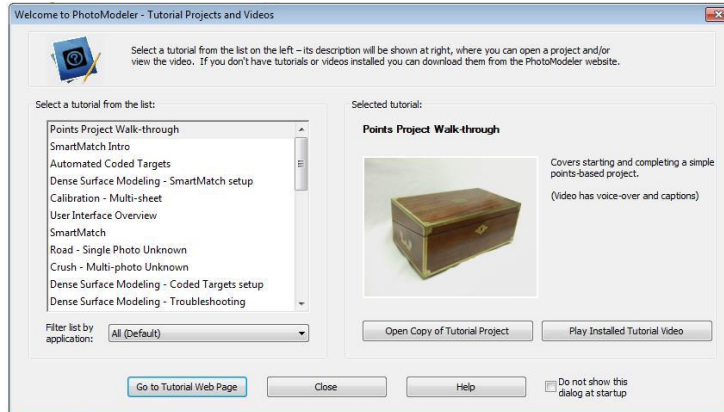 Welcome to PhotoModeler - Tutorial Projects and Videos
Select a tutorial from the list on the left – its description will be shown at right, where you can open a project and/or
view the video. If you don't have tutorials or videos installed you can download them from the PhotoModeler website.
Select a tutorial from the list:
Points Project Walk-through
SmartMatch Intro
Automated Coded Targets
Dense Surface Modeling - SmartMatch setup
Calibration - Multi-sheet
User Interface Overview
SmartMatch
Road - Single Photo Unknown
Crush - Multi-photo Unknown
Dense Surface Modeling - Coded Targets setup
Dense Surface Modeling - Troubleshooting
Filter list by
application:
All (Default)
Selected tutorial:
Points Project Walk-through
Covers starting and completing a simple
points-based project.
(Video has voice-over and captions)
Open Copy of Tutorial Project
Play Installed Tutorial Video
Go to Tutorial Web Page
Close
Help
Do not show this
dialog at startup